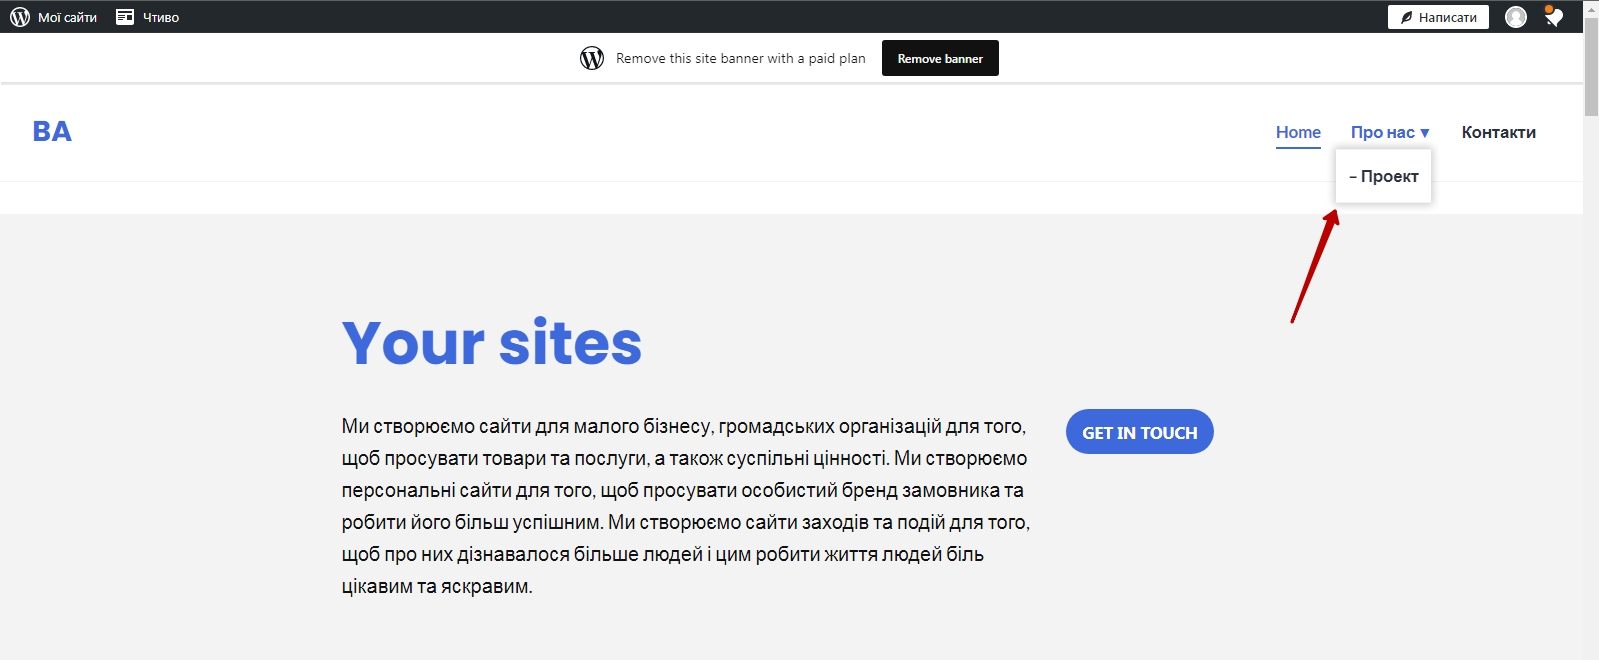 Мої сайти Чтиво Написати
Remove this site banner with a paid plan Remove banner
BA Home Про нас ▾ Контакти
– Проект
Your sites
Ми створюємо сайти для малого бізнесу, громадських організацій для того,
щоб просувати товари та послуги, а також суспільні цінності. Ми створюємо
персональні сайти для того, щоб просувати особистий бренд замовника та
робити його більш успішним. Ми створюємо сайти заходів та подій для того,
щоб про них дізнавалося більше людей і цим робити життя людей біль
цікавим та яскравим.
GET IN TOUCH